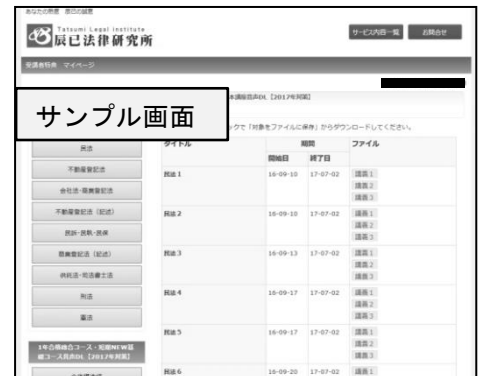 あなたの熱意 辰已の誠意
Tatsumi Legal Institute
辰已法律研究所
サービス内容一覧 お問合せ
受講者特典 マイページ
本講座音声DL【2017年対策】
サンプル画面
クで「対象をファイルに保存」からダウンロードしてください。
民法
不動産登記法
会社法・商業登記法
不動産登記法（記述）
民訴・民執・民保
商業登記法（記述）
供託法・司法書士法
刑法
憲法
タイトル 期間 ファイル
開始日 終了日
民法1 16-09-10 17-07-02 講義1
講義2
講義3
民法2 16-09-10 17-07-02 講義1
講義2
講義3
民法3 16-09-13 17-07-02 講義1
講義2
講義3
民法4 16-09-17 17-07-02 講義1
講義2
講義3
民法5 16-09-17 17-07-02 講義1
講義2
講義3
民法6 16-09-20 17-07-02 講義1
1年合格総合コース・短期NEW基
礎コース員声DL【2017年対策】